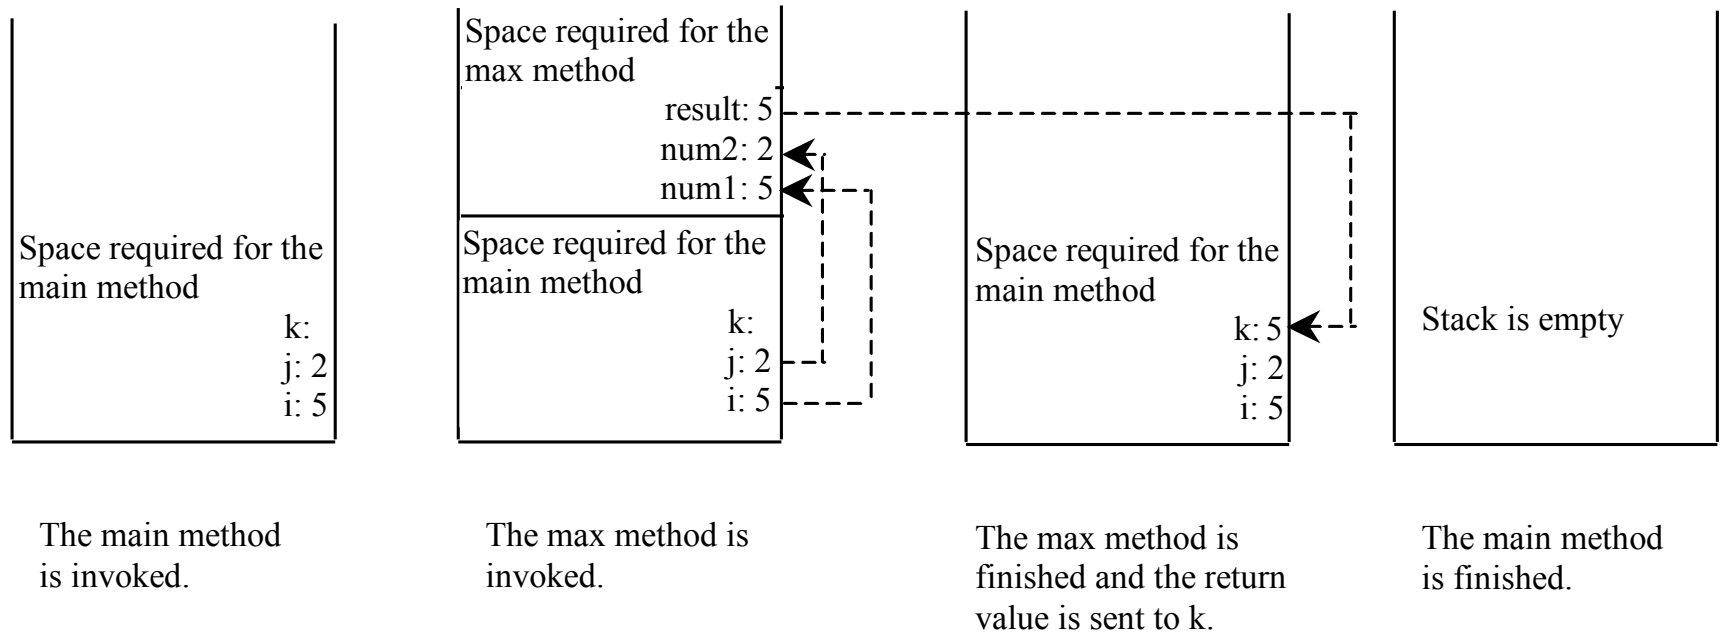 Space required for the
main method
k:
j: 2
i: 5
The main method
is invoked.
Space required for the
max method
result: 5
num2: 2
num1: 5
Space required for the
main method
k:
j: 2
i: 5
The max method is
invoked.
Space required for the
main method
k: 5
j: 2
i: 5
The max method is
finished and the return
value is sent to k.
Stack is empty
The main method
is finished.